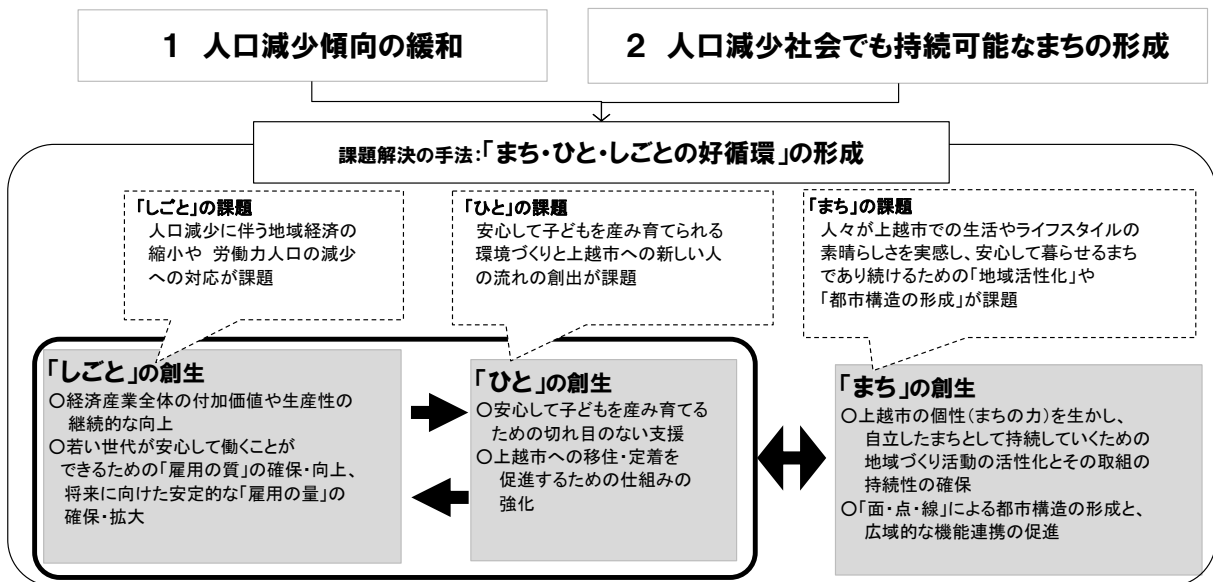 1 人口減少傾向の緩和
2 人口減少社会でも持続可能なまちの形成
課題解決の手法:「まち・ひと・しごとの好循環」の形成
「しごと」の課題
人口減少に伴う地域経済の
縮小や 労働力人口の減少
への対応が課題
「ひと」の課題
安心して子どもを産み育てられる
環境づくりと上越市への新しい人
の流れの創出が課題
「まち」の課題
人々が上越市での生活やライフスタイルの
素晴らしさを実感し、安心して暮らせるまち
であり続けるための「地域活性化」や
「都市構造の形成」が課題
「しごと」の創生
○経済産業全体の付加価値や生産性の
継続的な向上
○若い世代が安心して働くことが
できるための「雇用の質」の確保・向上、
将来に向けた安定的な「雇用の量」の
確保・拡大
「ひと」の創生
○安心して子どもを産み育てる
ための切れ目のない支援
○上越市への移住・定着を
促進するための仕組みの
強化
「まち」の創生
○上越市の個性(まちの力)を生かし、
自立したまちとして持続していくための
地域づくり活動の活性化とその取組の
持続性の確保
○「面・点・線」による都市構造の形成と、
広域的な機能連携の促進